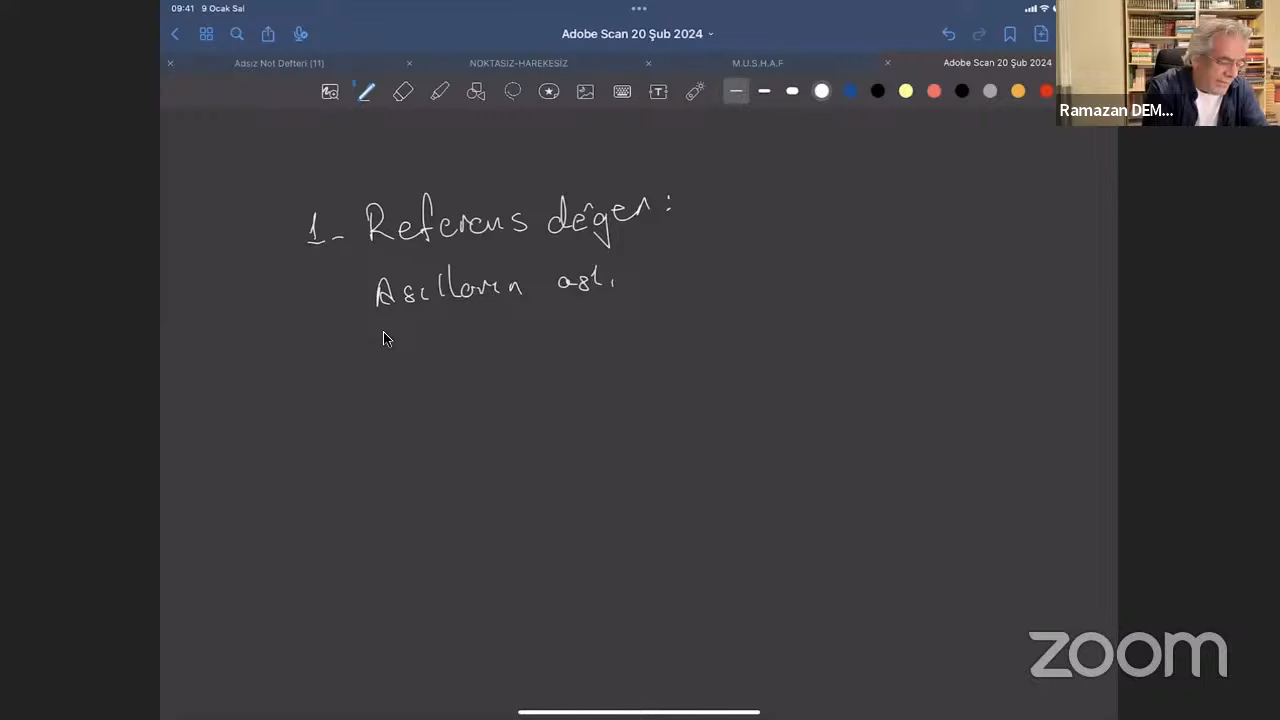 09:41 9 Ocak Sal
Adobe Scan 20 Şub 2024
Adsız Not Defteri (11)
NOKTASIZ-HAREKESİZ
M.U.S.H.A.F
Adobe Scan 20 Şub 2024
Ramazan DEM...
1- Referens değer:
Asılların aslı
zoom